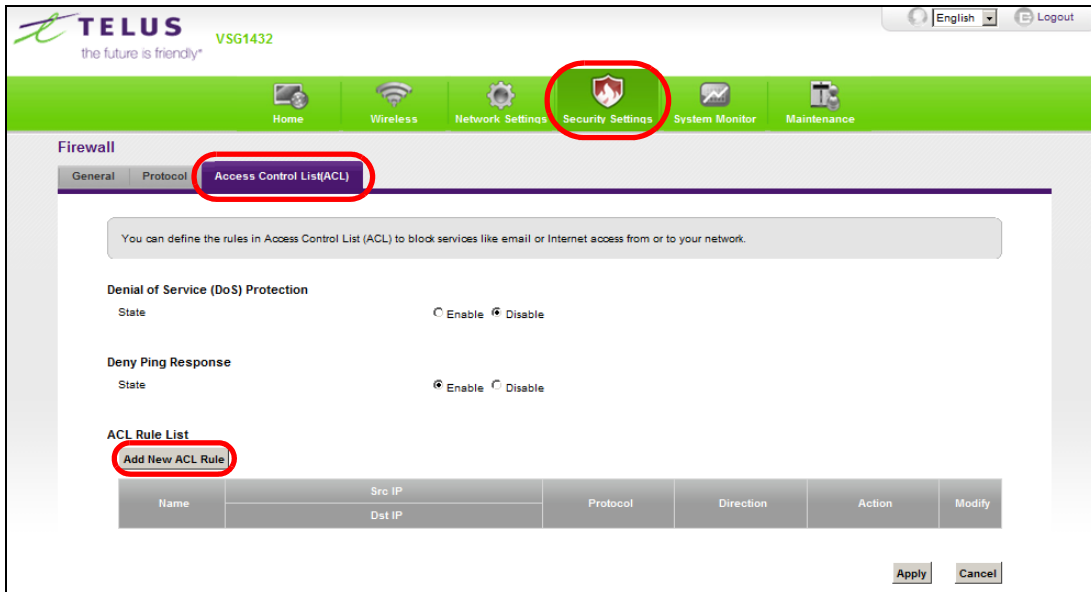 TELUS
the future is friendly*
VSG1432
English
Logout
Home
Wireless
Network Settings
Security Settings
System Monitor
Maintenance
Firewall
General
Protocol
Access Control List(ACL)
You can define the rules in Access Control List (ACL) to block services like email or Internet access from or to your network.
Denial of Service (DoS) Protection
State Enable Disable
Deny Ping Response
State Enable Disable
ACL Rule List
Add New ACL Rule
Name Src IP Protocol Direction Action Modify
Dst IP
Apply Cancel